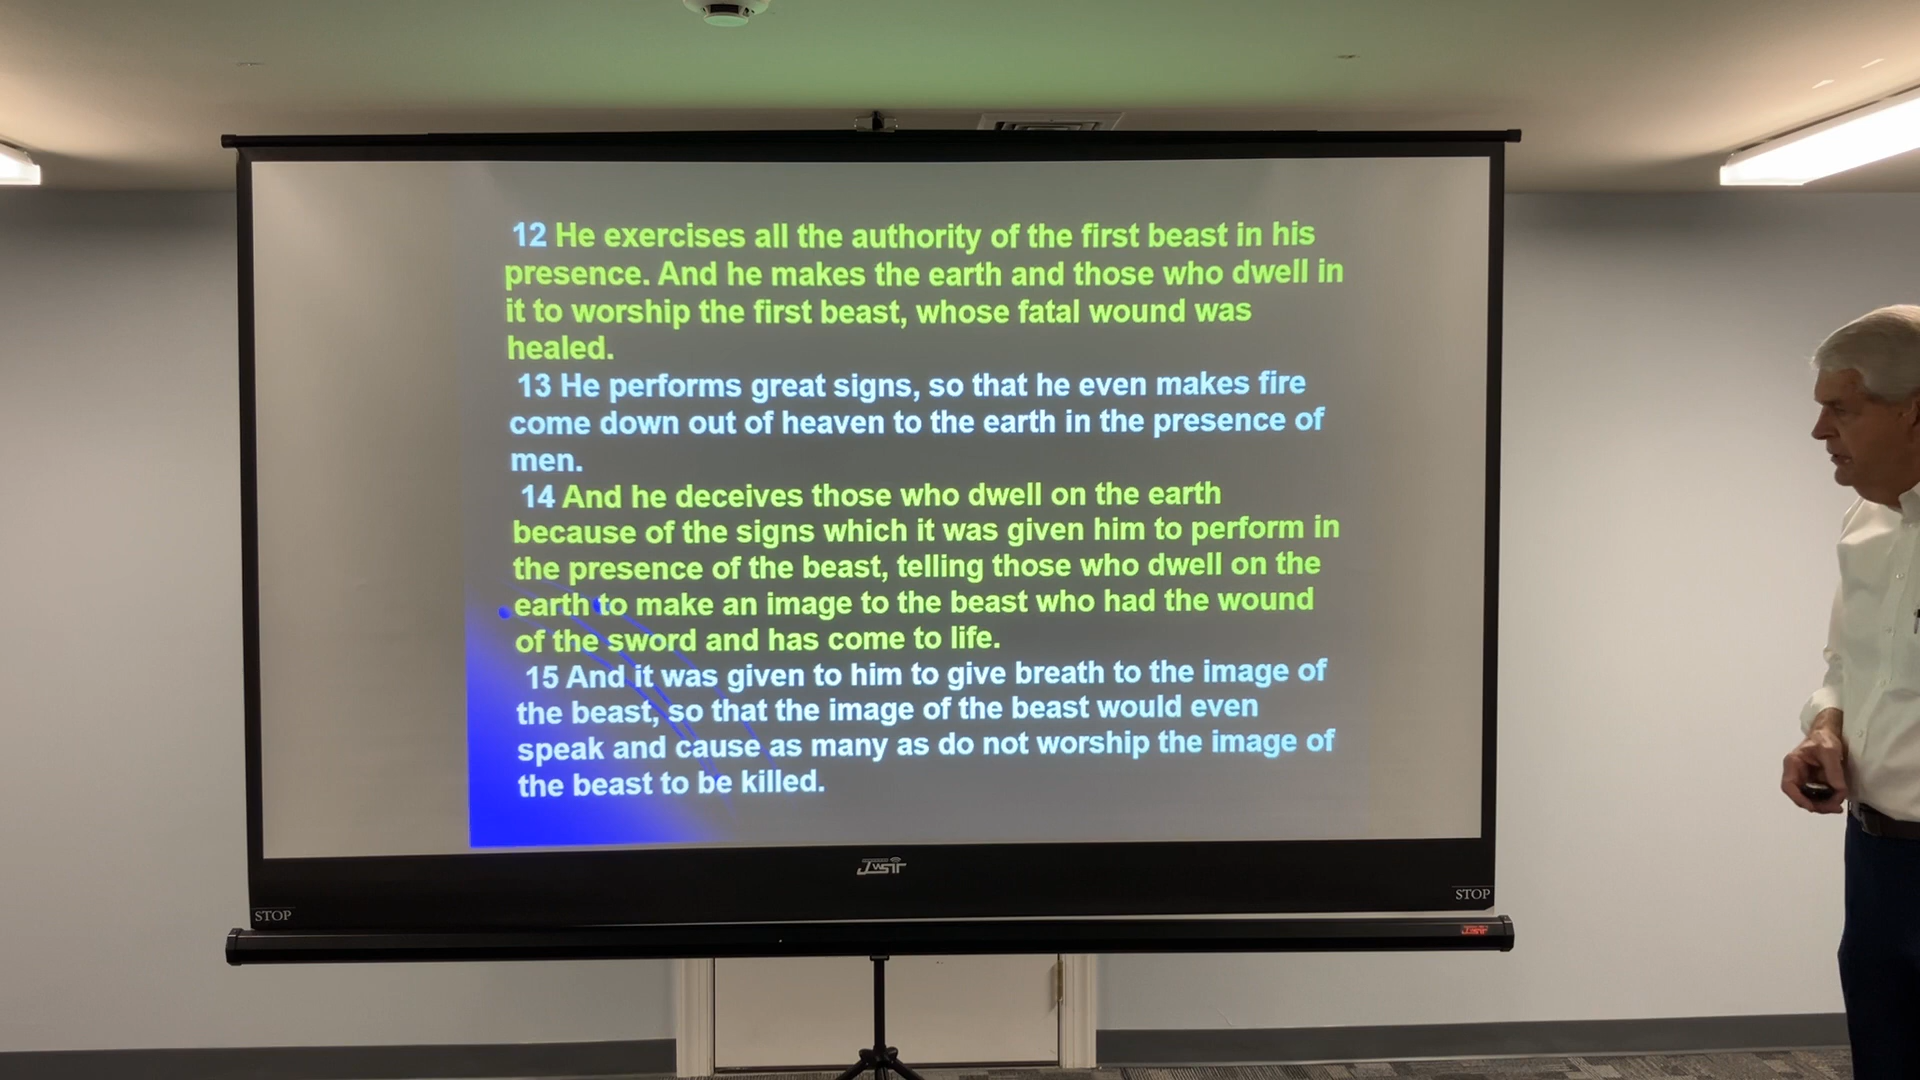 12 He exercises all the authority of the first beast in his
presence. And he makes the earth and those who dwell in
it to worship the first beast, whose fatal wound was
healed.
13 He performs great signs, so that he even makes fire
come down out of heaven to the earth in the presence of
men.
14 And he deceives those who dwell on the earth
because of the signs which it was given him to perform in
the presence of the beast, telling those who dwell on the
earth to make an image to the beast who had the wound
of the sword and has come to life.
15 And it was given to him to give breath to the image of
the beast, so that the image of the beast would even
speak and cause as many as do not worship the image of
the beast to be killed.
JWSIT
STOP
STOP
JWSIT